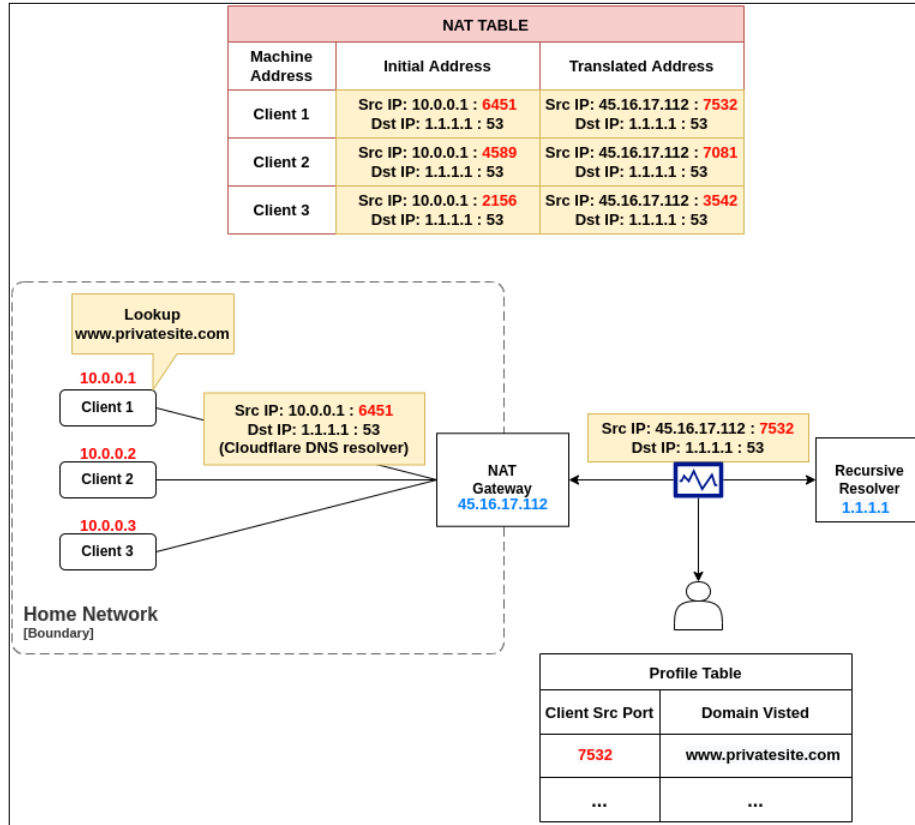 NAT TABLE
Machine
Address
Initial Address
Translated Address
Client 1
Src IP: 10.0.0.1 : 6451
Dst IP: 1.1.1.1 : 53
Src IP: 45.16.17.112 : 7532
Dst IP: 1.1.1.1 : 53
Client 2
Src IP: 10.0.0.1 : 4589
Dst IP: 1.1.1.1 : 53
Src IP: 45.16.17.112 : 7081
Dst IP: 1.1.1.1 : 53
Client 3
Src IP: 10.0.0.1 : 2156
Dst IP: 1.1.1.1 : 53
Src IP: 45.16.17.112 : 3542
Dst IP: 1.1.1.1 : 53
Lookup
www.privatesite.com
10.0.0.1
Client 1
Src IP: 10.0.0.1 : 6451
Dst IP: 1.1.1.1 : 53
(Cloudflare DNS resolver)
10.0.0.2
Client 2
10.0.0.3
Client 3
NAT
Gateway
45.16.17.112
Src IP: 45.16.17.112 : 7532
Dst IP: 1.1.1.1 : 53
Recursive
Resolver
1.1.1.1
Home Network
[Boundary]
Profile Table
Client Src Port
Domain Visted
7532
www.privatesite.com
...
...